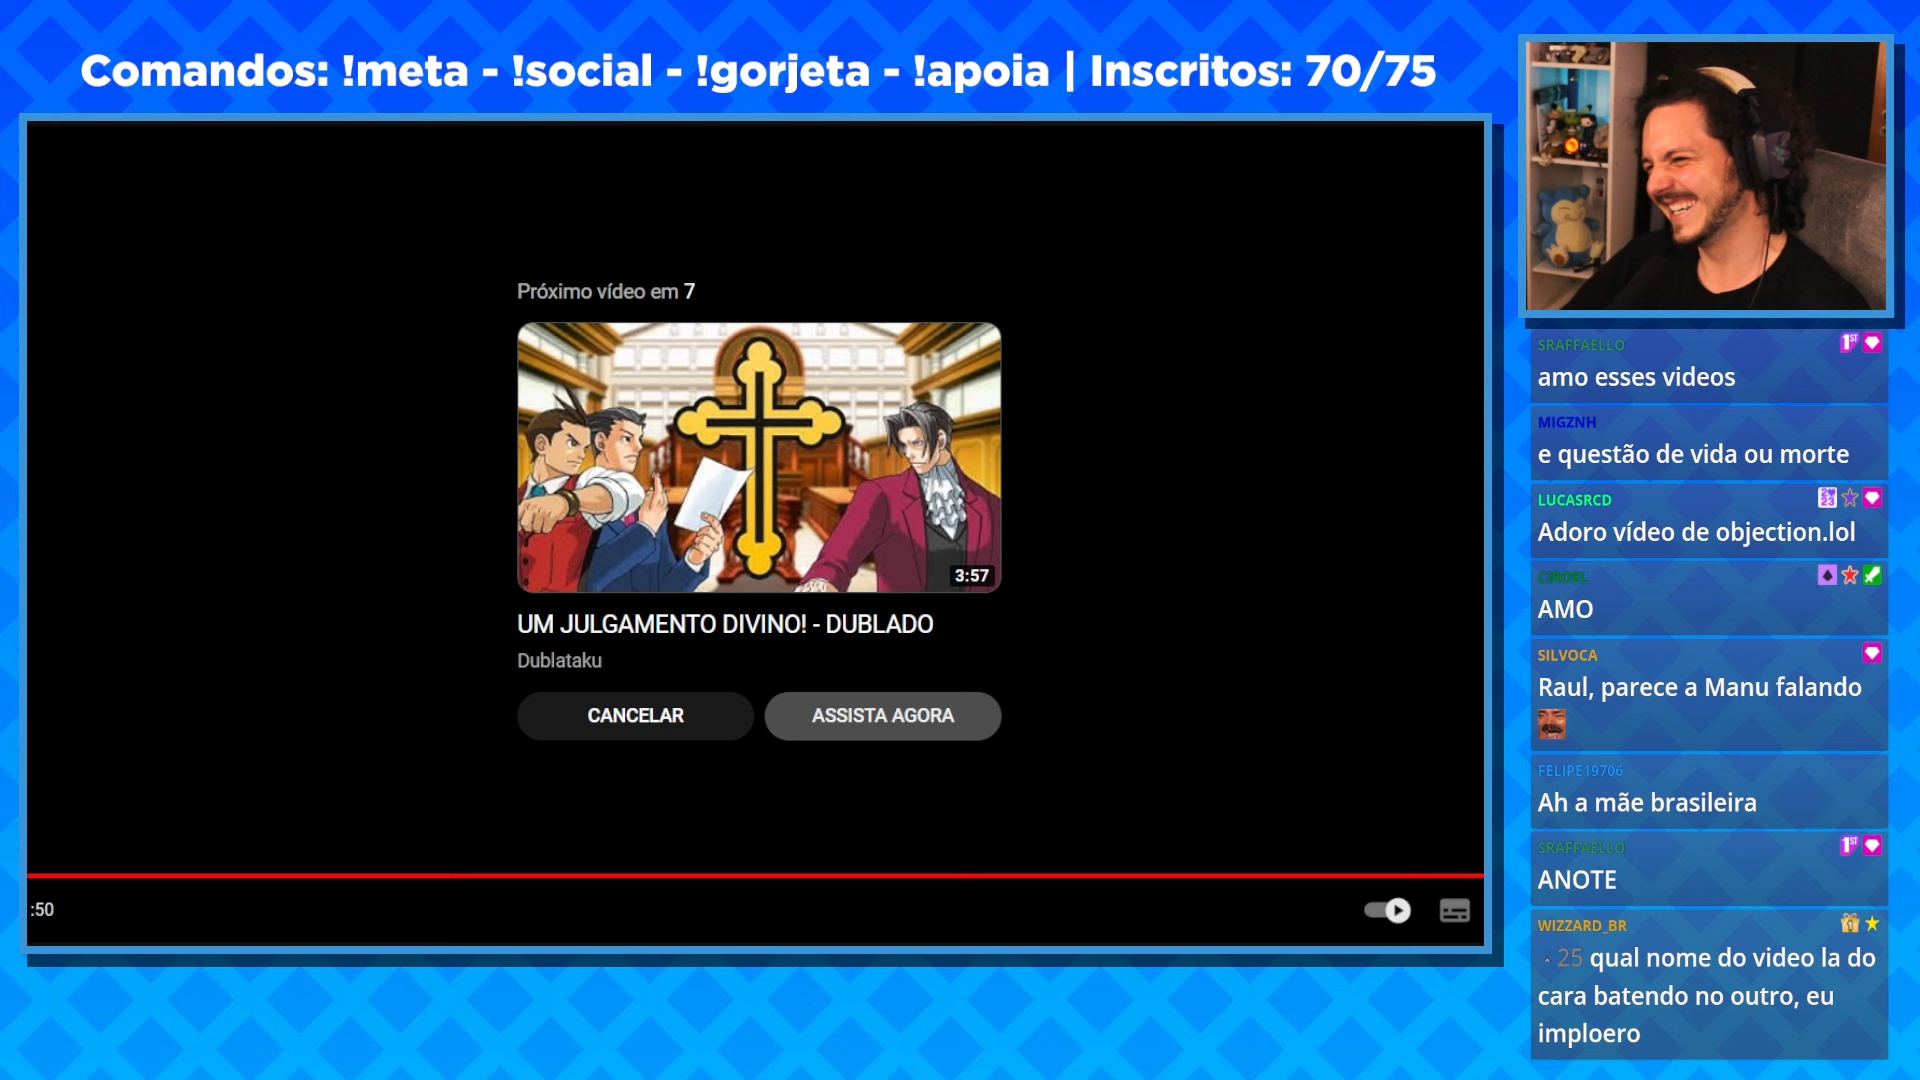 Comandos: !meta - !social - !gorjeta - !apoia | Inscritos: 70/75
Próximo vídeo em 7
3:57
UM JULGAMENTO DIVINO! - DUBLADO
Dublataku
CANCELAR
ASSISTA AGORA
:50
SRAFFAELLO
1ST
amo esses videos
MIGZNH
e questão de vida ou morte
LUCASRCD
Adoro vídeo de objection.lol
AMO
SILVOCA
Raul, parece a Manu falando
FELIPE19706
Ah a mãe brasileira
SRAFFAELLO
1ST
ANOTE
WIZZARD_BR
25 qual nome do video la do
cara batendo no outro, eu
imploero